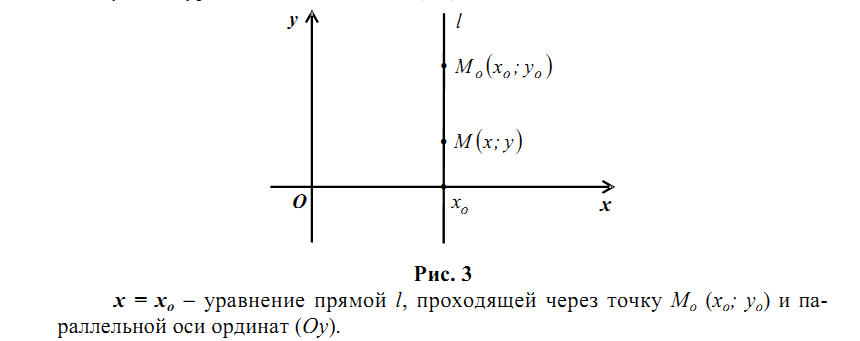 y
l
Mo(xo; yo)
M(x; y)
O
xo
x
Рис. 3
x = xo – уравнение прямой l, проходящей через точку Mo (xo; yo) и па-
раллельной оси ординат (Oy).